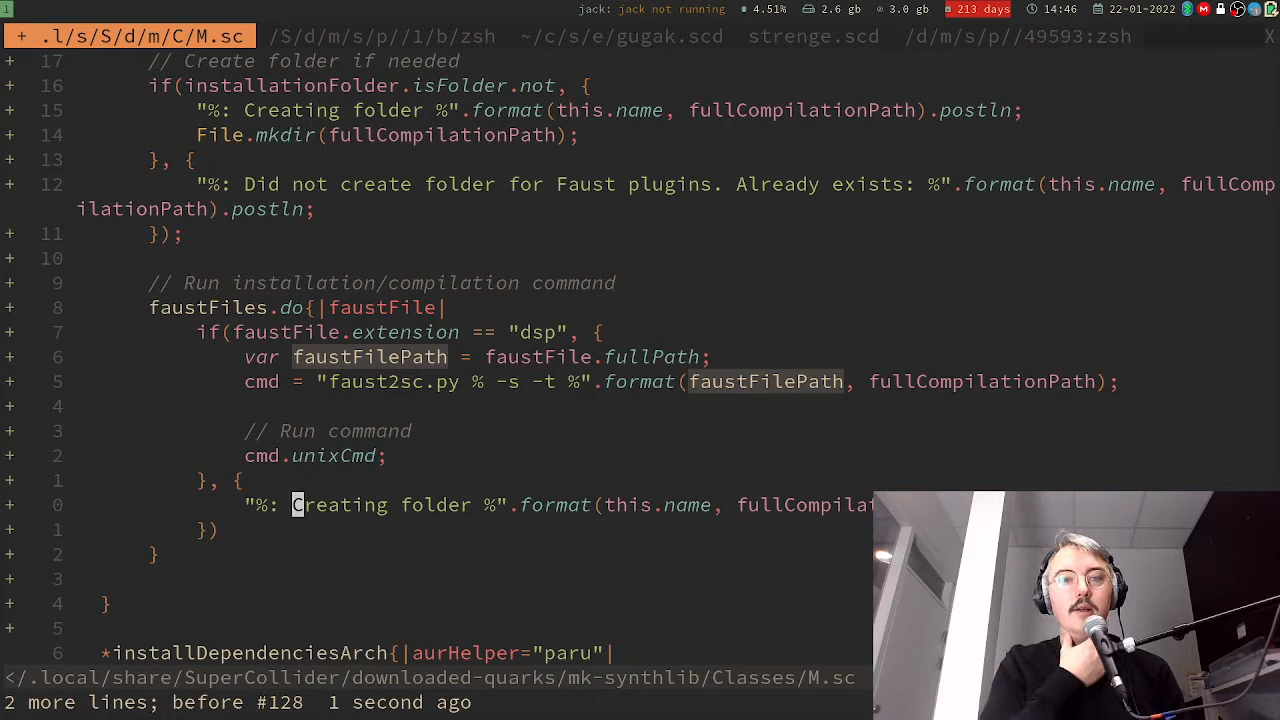 1 jack: jack not running 4.51% 2.6 gb 3.0 gb 213 days 14:46 22-01-2022
+ .l/s/S/d/m/C/M.sc /S/d/m/s/p//1/b/zsh ~/c/s/e/gugak.scd strenge.scd /d/m/s/p//49593:zsh X
+ 17 // Create folder if needed
+ 16 if(installationFolder.isFolder.not, {
+ 15 "%: Creating folder %".format(this.name, fullCompilationPath).postln;
+ 14 File.mkdir(fullCompilationPath);
+ 13 }, {
+ 12 "%: Did not create folder for Faust plugins. Already exists: %".format(this.name, fullComp
ilationPath).postln;
+ 11 });
+ 10
+ 9 // Run installation/compilation command
+ 8 faustFiles.do{|faustFile|
+ 7 if(faustFile.extension == "dsp", {
+ 6 var faustFilePath = faustFile.fullPath;
+ 5 cmd = "faust2sc.py % -s -t %".format(faustFilePath, fullCompilationPath);
+ 4
+ 3 // Run command
+ 2 cmd.unixCmd;
+ 1 }, {
+ 0 "%: Creating folder %".format(this.name, fullCompila
+ 1 })
+ 2 }
+ 3
+ 4 }
+ 5
+ 6 *installDependenciesArch{|aurHelper="paru"|
</.local/share/SuperCollider/downloaded-quarks/mk-synthlib/Classes/M.sc
2 more lines; before #128 1 second ago